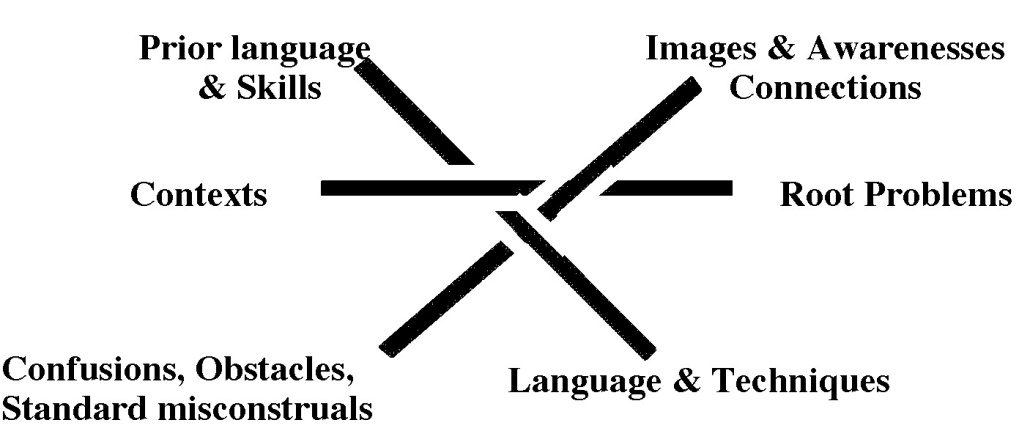 Prior language
& Skills
Images & Awarenesses
Connections
Contexts
Root Problems
Confusions, Obstacles,
Standard misconstruals
Language & Techniques